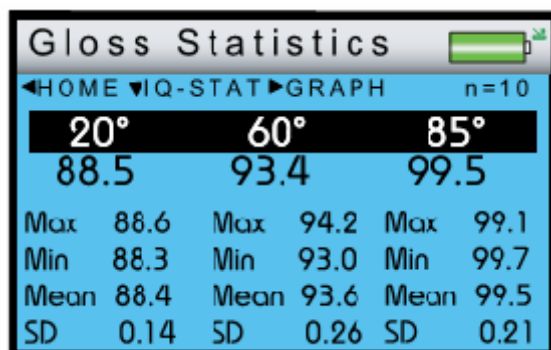 Gloss Statistics
◀HOME ▼IQ-STAT▶GRAPH n=10
20° 60° 85°
88.5 93.4 99.5
Max 88.6 Max 94.2 Max 99.1
Min 88.3 Min 93.0 Min 99.7
Mean 88.4 Mean 93.6 Mean 99.5
SD 0.14 SD 0.26 SD 0.21